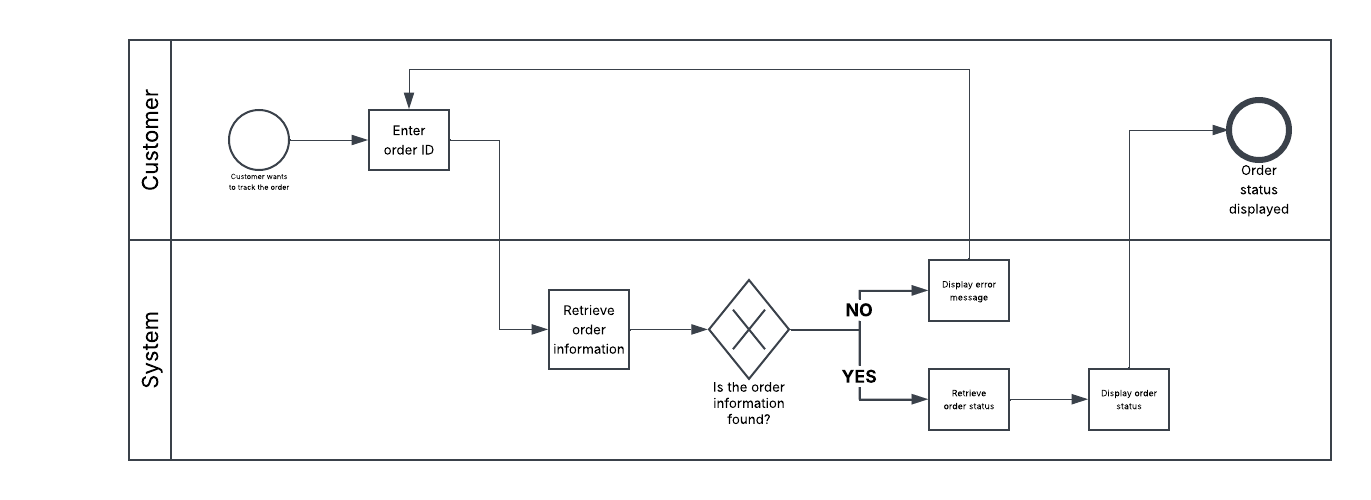 Customer
Customer wants
to track the order
Enter
order ID
Order
status
displayed
System
Retrieve
order
information
Is the order
information
found?
NO
YES
Display error
message
Retrieve
order status
Display order
status